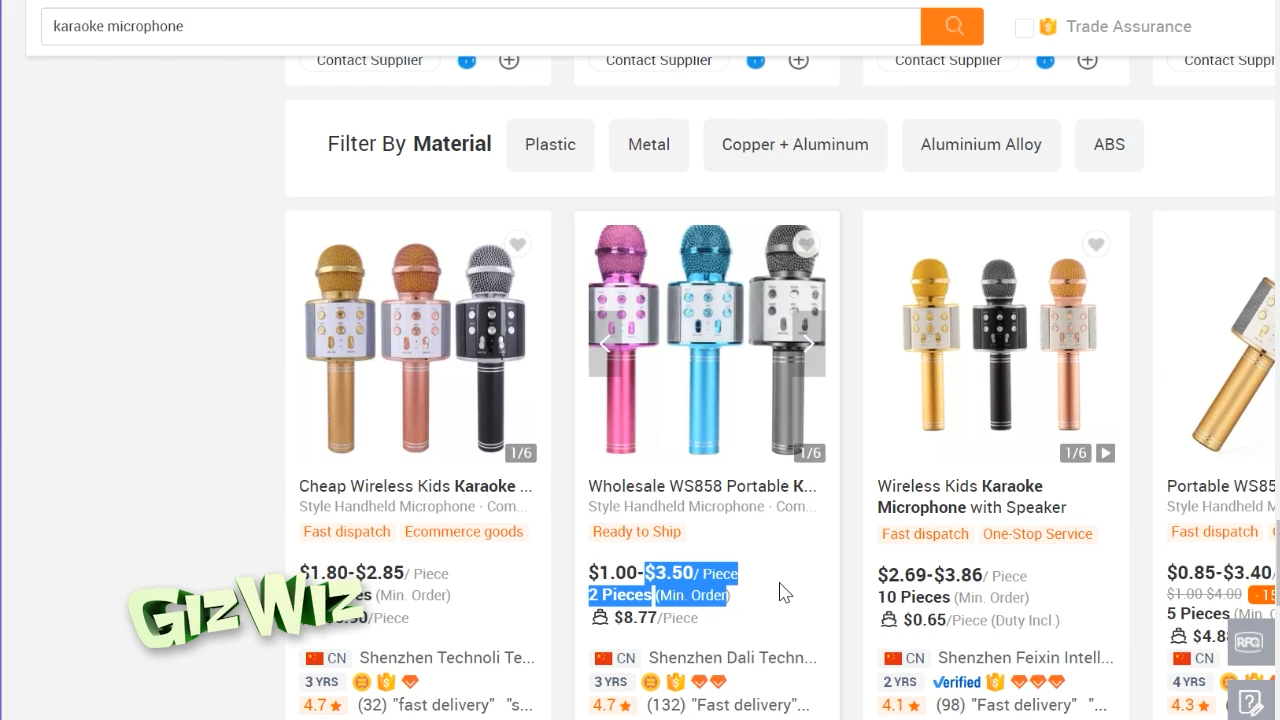 karaoke microphone
Trade Assurance
Contact Supplier
Contact Supplier
Contact Supplier
Contact Suppl
Filter By Material
Plastic
Metal
Copper + Aluminum
Aluminium Alloy
ABS
1/6
Cheap Wireless Kids Karaoke ...
Style Handheld Microphone · Com...
Fast dispatch
Ecommerce goods
$1.80-$2.85/ Piece
(Min. Order)
/Piece
CN
Shenzhen Technoli Te...
3 YRS
4.7 ★ (32) "fast delivery" "s...
1/6
Wholesale WS858 Portable K...
Style Handheld Microphone · Com...
Ready to Ship
$1.00-$3.50/ Piece
2 Pieces (Min. Order)
$8.77/Piece
CN
Shenzhen Dali Techn...
3 YRS
4.7 ★ (132) "Fast delivery"...
1/6
Wireless Kids Karaoke
Microphone with Speaker
Fast dispatch
One-Stop Service
$2.69-$3.86/ Piece
10 Pieces (Min. Order)
$0.65/Piece (Duty Incl.)
CN
Shenzhen Feixin Intell...
2 YRS
Verified
4.1 ★ (98) "Fast delivery" "...
Portable WS85
Style Handheld M
Fast dispatch
$0.85-$3.40/
$1.00-$4.00
-15
5 Pieces (Min. O
$4.8
CN
Shenzhen
4 YRS
4.3 ★ (30)
RFQ
GizWiz